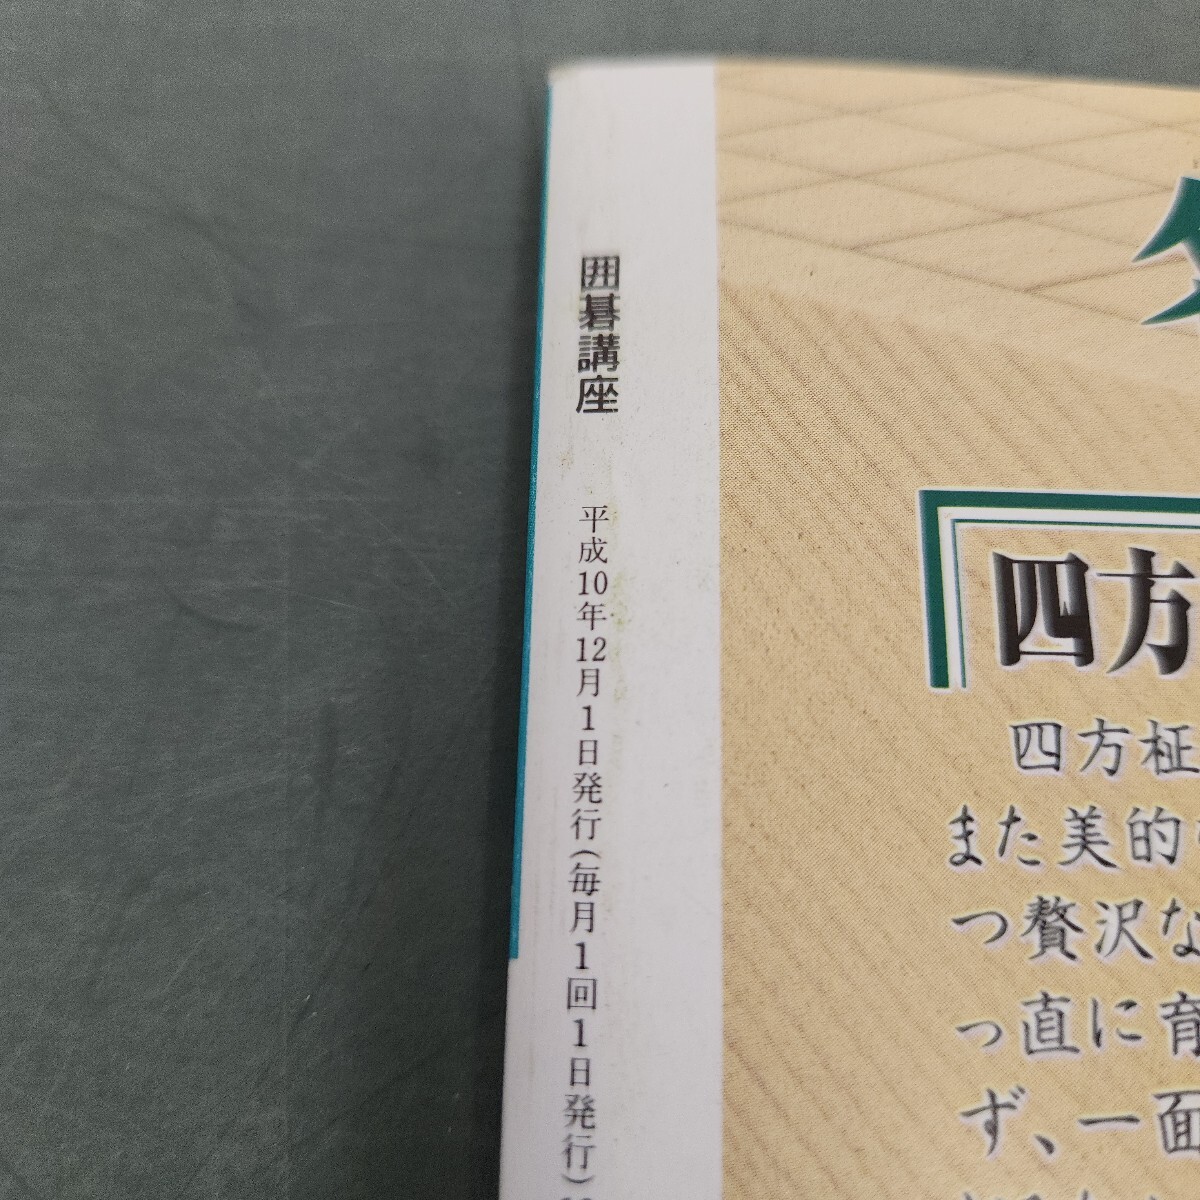 囲碁講座 平成10年12月1日発行(毎月1回1日発行)
四方
四方柾
また美的
つ贅沢な
っ直に育
ず、一面